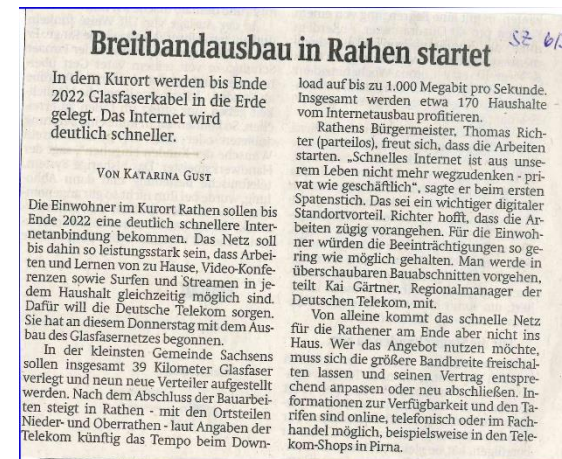 Breitbandausbau in Rathen startet
SZ
In dem Kurort werden bis Ende
2022 Glasfaserkabel in die Erde
gelegt. Das Internet wird
deutlich schneller.
VON KATARINA GUST
Die Einwohner im Kurort Rathen sollen bis
Ende 2022 eine deutlich schnellere Inter-
netanbindung bekommen. Das Netz soll
bis dahin so leistungsstark sein, dass Arbei-
ten und Lernen von zu Hause, Video-Konfe-
renzen sowie Surfen und Streamen in je-
dem Haushalt gleichzeitig möglich sind.
Dafür will die Deutsche Telekom sorgen.
Sie hat an diesem Donnerstag mit dem Aus-
bau des Glasfasernetzes begonnen.
In der kleinsten Gemeinde Sachsens
sollen insgesamt 39 Kilometer Glasfaser
verlegt und neun neue Verteiler aufgestellt
werden. Nach dem Abschluss der Bauarbei-
ten steigt in Rathen - mit den Ortsteilen
Nieder- und Oberrathen - laut Angaben der
Telekom künftig das Tempo beim Down-
load auf bis zu 1.000 Megabit pro Sekunde.
Insgesamt werden etwa 170 Haushalte
vom Internetausbau profitieren.
Rathens Bürgermeister, Thomas Rich-
ter (parteilos), freut sich, dass die Arbeiten
starten. „Schnelles Internet ist aus unse-
rem Leben nicht mehr wegzudenken - pri-
vat wie geschäftlich“, sagte er beim ersten
Spatenstich. Das sei ein wichtiger digitaler
Standortvorteil. Richter hofft, dass die Ar-
beiten zügig vorangehen. Für die Einwoh-
ner würden die Beeinträchtigungen so ge-
ring wie möglich gehalten. Man werde in
überschaubaren Bauabschnitten vorgehen,
teilt Kai Gärtner, Regionalmanager der
Deutschen Telekom, mit.
Von alleine kommt das schnelle Netz
für die Rathener am Ende aber nicht ins
Haus. Wer das Angebot nutzen möchte,
muss sich die größere Bandbreite freischal-
ten lassen und seinen Vertrag entspre-
chend anpassen oder neu abschließen. In-
formationen zur Verfügbarkeit und den Ta-
rifen sind online, telefonisch oder im Fach-
handel möglich, beispielsweise in den Tele-
kom-Shops in Pirna.